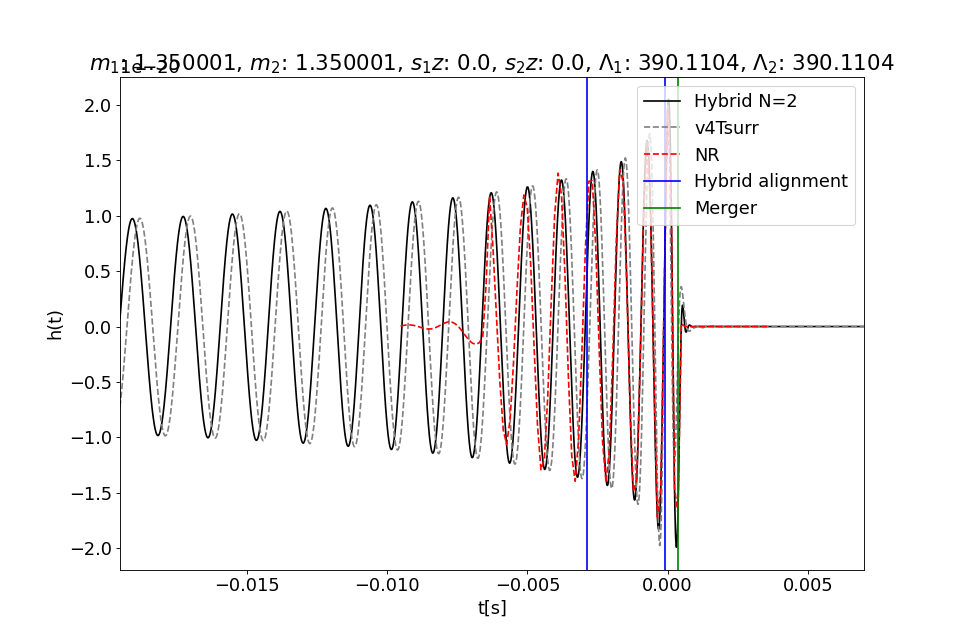 m₁: 1.350001, m₂: 1.350001, s₁z: 0.0, s₂z: 0.0, Λ₁: 390.1104, Λ₂: 390.1104
1e−20
Hybrid N=2
v4Tsurr
NR
Hybrid alignment
Merger
2.0
1.5
1.0
0.5
0.0
−0.5
−1.0
−1.5
−2.0
h(t)
−0.015
−0.010
−0.005
0.000
0.005
t[s]